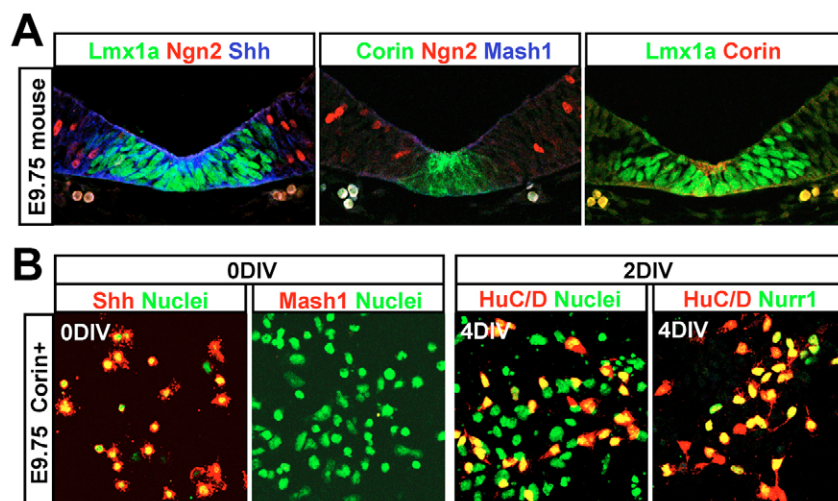 A
Lmx1a Ngn2 Shh
Corin Ngn2 Mash1
Lmx1a Corin
E9.75 mouse
B
0DIV
2DIV
Shh Nuclei
Mash1 Nuclei
HuC/D Nuclei
HuC/D Nurr1
E9.75 Corin+
0DIV
4DIV
4DIV